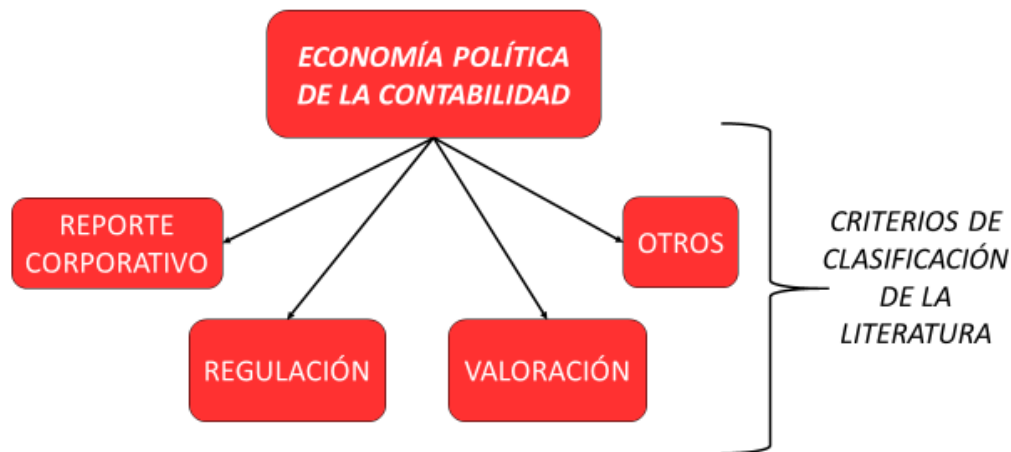 ECONOMÍA POLÍTICA
DE LA CONTABILIDAD
REPORTE
CORPORATIVO
OTROS
REGULACIÓN
VALORACIÓN
CRITERIOS DE
CLASIFICACIÓN
DE LA
LITERATURA